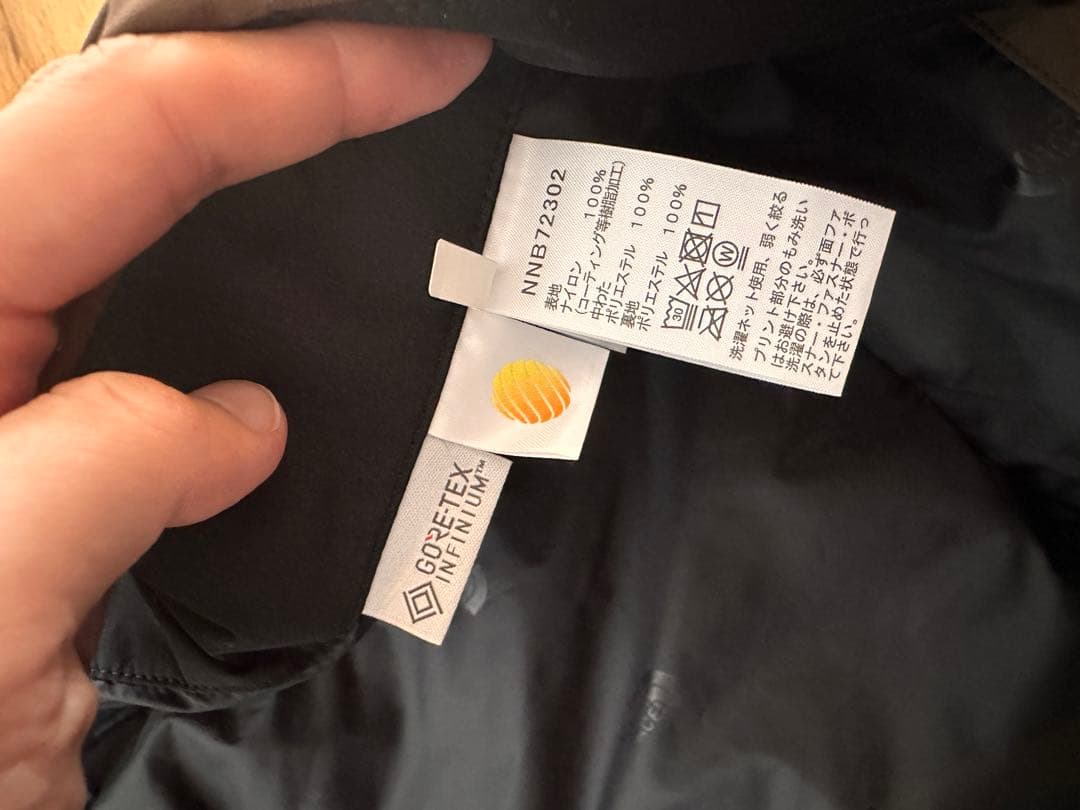 NNB72302
表地
ナイロン 100%
(コーティング等樹脂加工)
中わた
ポリエステル 100%
裏地
ポリエステル 100%
30
W
洗濯ネット使用、弱く絞る
プリント部分のもみ洗い
はお避け下さい。
洗濯の際は、必ず面ファ
スナー・ファスナー・ボ
タンを止めた状態で行っ
て下さい。
GORE-TEX
INFINIUM™